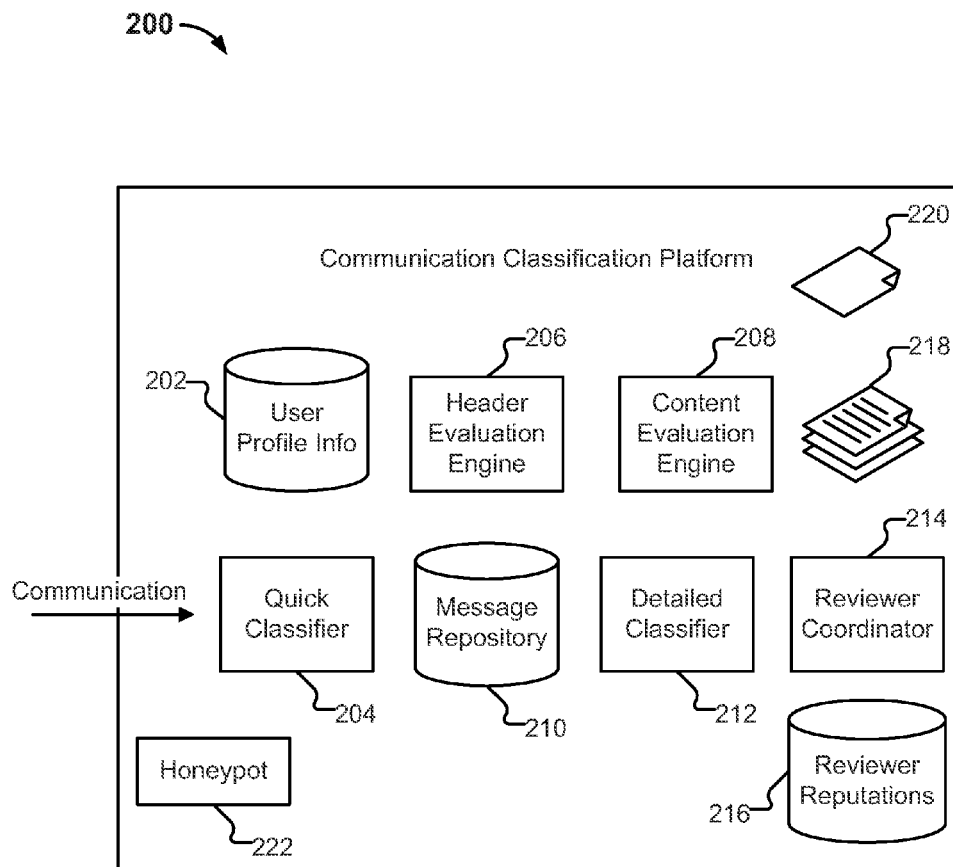 200
220
Communication Classification Platform
206
208
218
202
User
Profile Info
Header
Evaluation
Engine
Content
Evaluation
Engine
214
Communication
Quick
Classifier
Message
Repository
Detailed
Classifier
Reviewer
Coordinator
204
210
212
Honeypot
222
216
Reviewer
Reputations